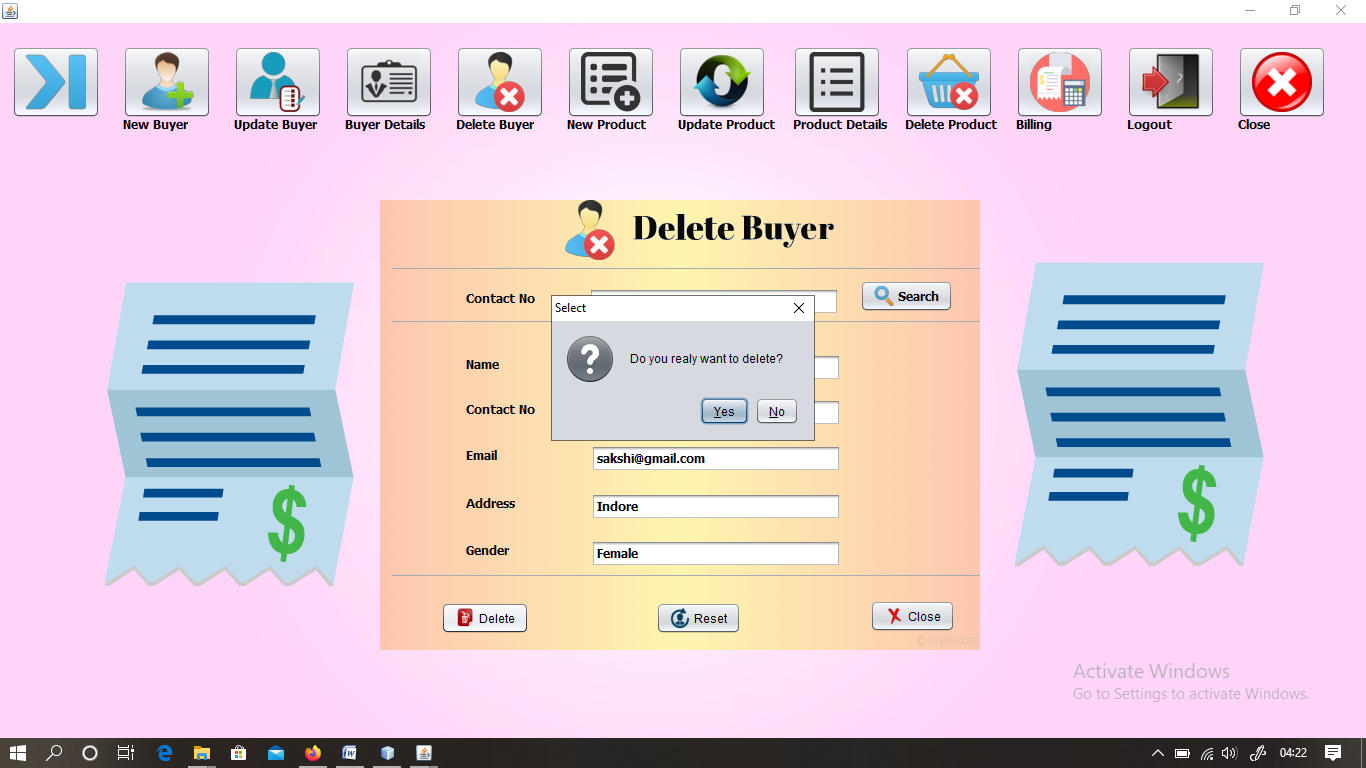 New Buyer
Update Buyer
Buyer Details
Delete Buyer
New Product
Update Product
Product Details
Delete Product
Billing
Logout
Close
Delete Buyer
Contact No
Search
Select
Do you realy want to delete?
Yes
No
Name
Contact No
Email
sakshi@gmail.com
Address
Indore
Gender
Female
Delete
Reset
Close
Activate Windows
Go to Settings to activate Windows.
04:22